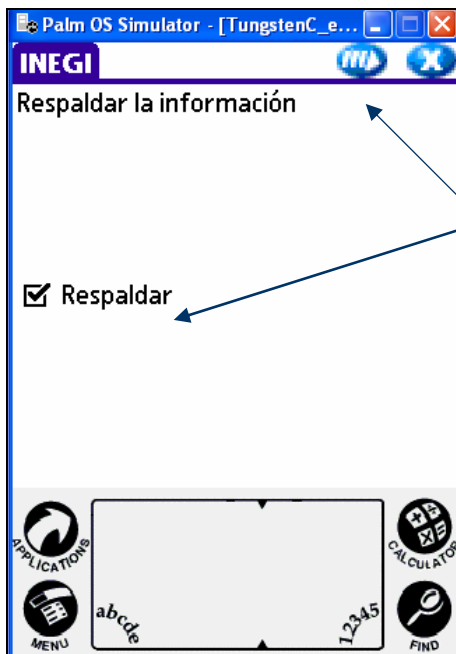 Palm OS Simulator - [TungstenC_e...
INEGI
Respaldar la información
Respaldar
APPLICATIONS
CALCULATOR
MENU
abcde
12345
FIND